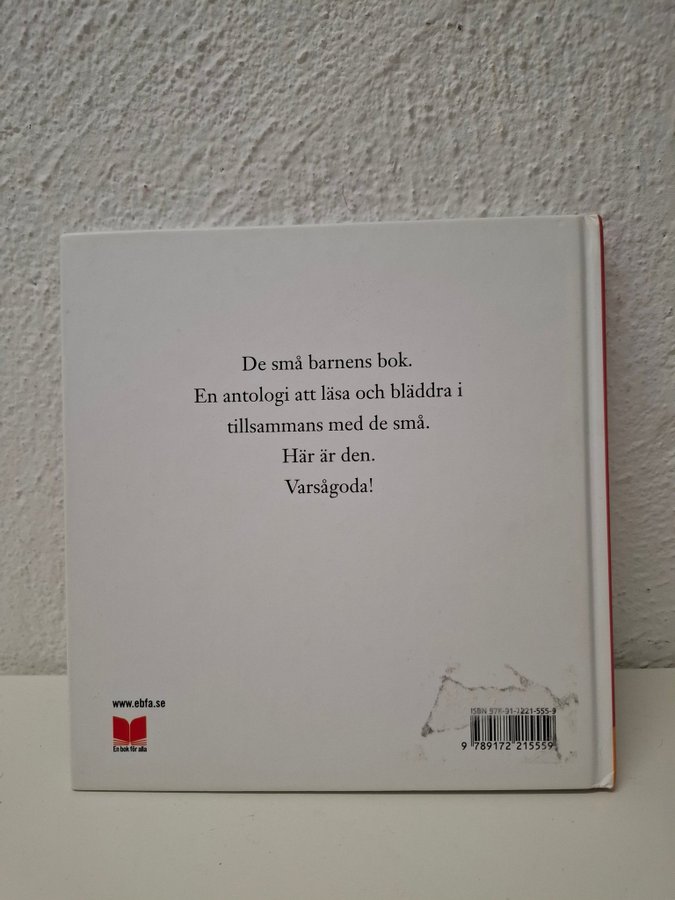 De små barnens bok.
En antologi att läsa och bläddra i
tillsammans med de små.
Här är den.
Varsågoda!
www.ebfa.se
En bok för alla
ISBN 978-91-7221-555-9
9 789172 215559